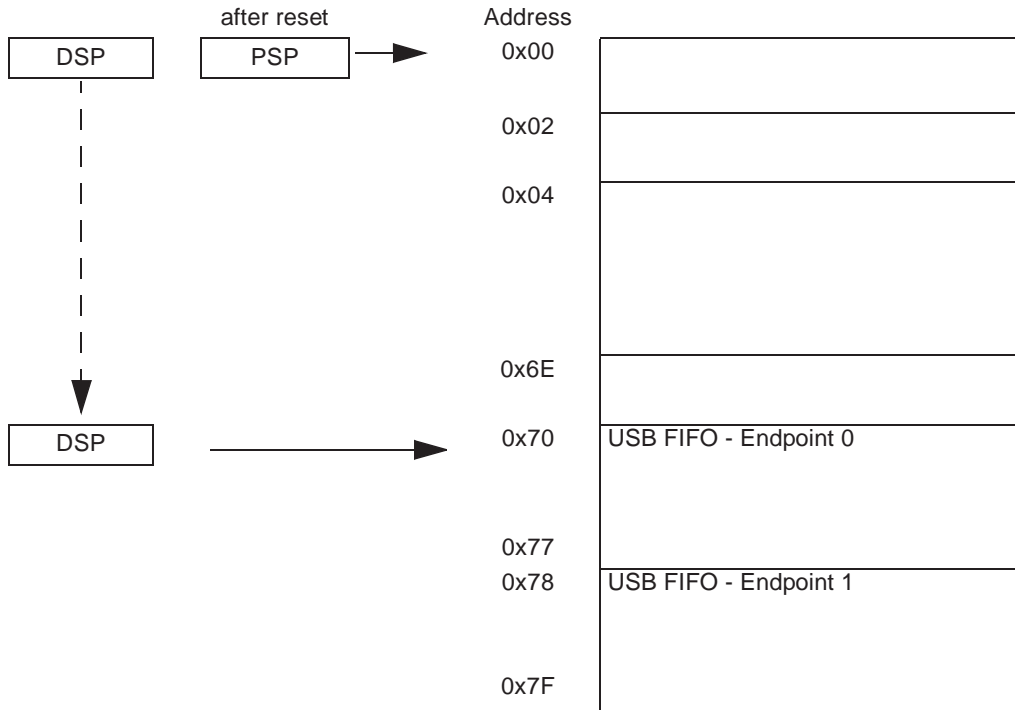 after reset Address
DSP PSP 0x00
0x02
0x04
0x6E
DSP 0x70 USB FIFO - Endpoint 0
0x77
0x78 USB FIFO - Endpoint 1
0x7F